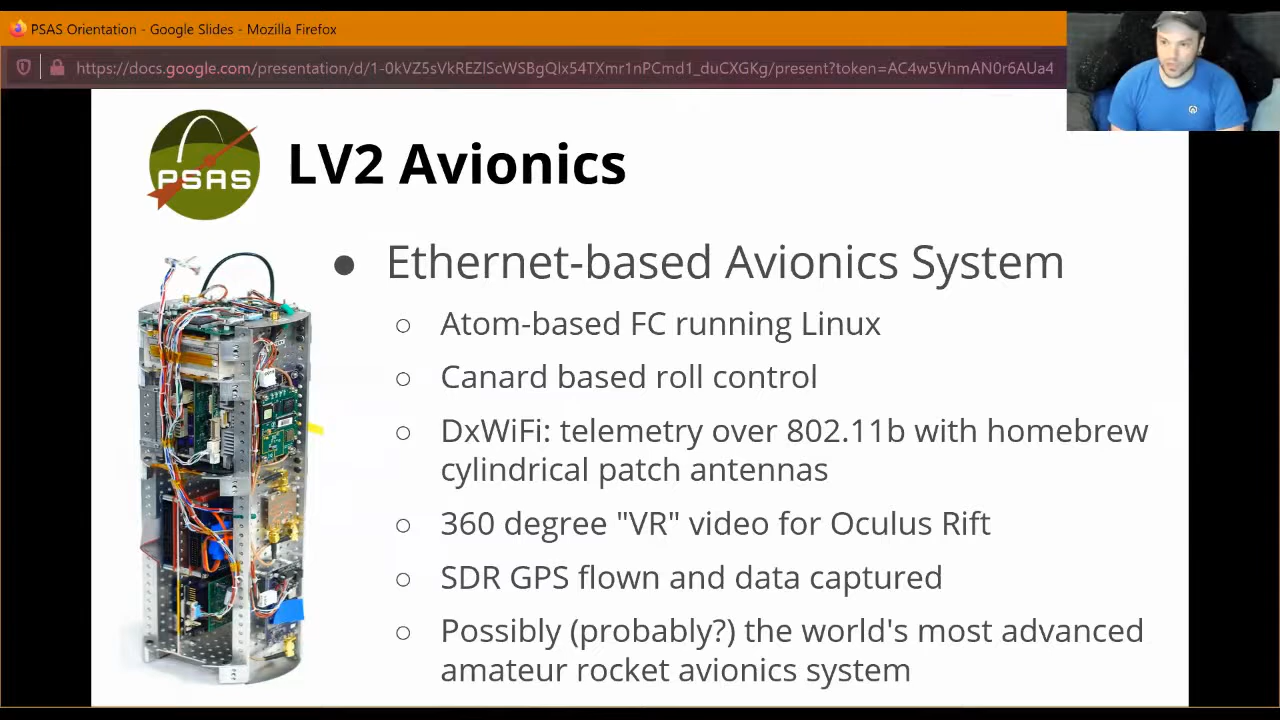 PSAS Orientation - Google Slides - Mozilla Firefox
https://docs.google.com/presentation/d/1-0kVZ5sVkREZlScWSBgQlx54TXmr1nPCmd1_duCXGKg/present?token=AC4w5VhmAN0r6AUa4
PSAS
LV2 Avionics
● Ethernet-based Avionics System
○ Atom-based FC running Linux
○ Canard based roll control
○ DxWiFi: telemetry over 802.11b with homebrew
cylindrical patch antennas
○ 360 degree "VR" video for Oculus Rift
○ SDR GPS flown and data captured
○ Possibly (probably?) the world's most advanced
amateur rocket avionics system